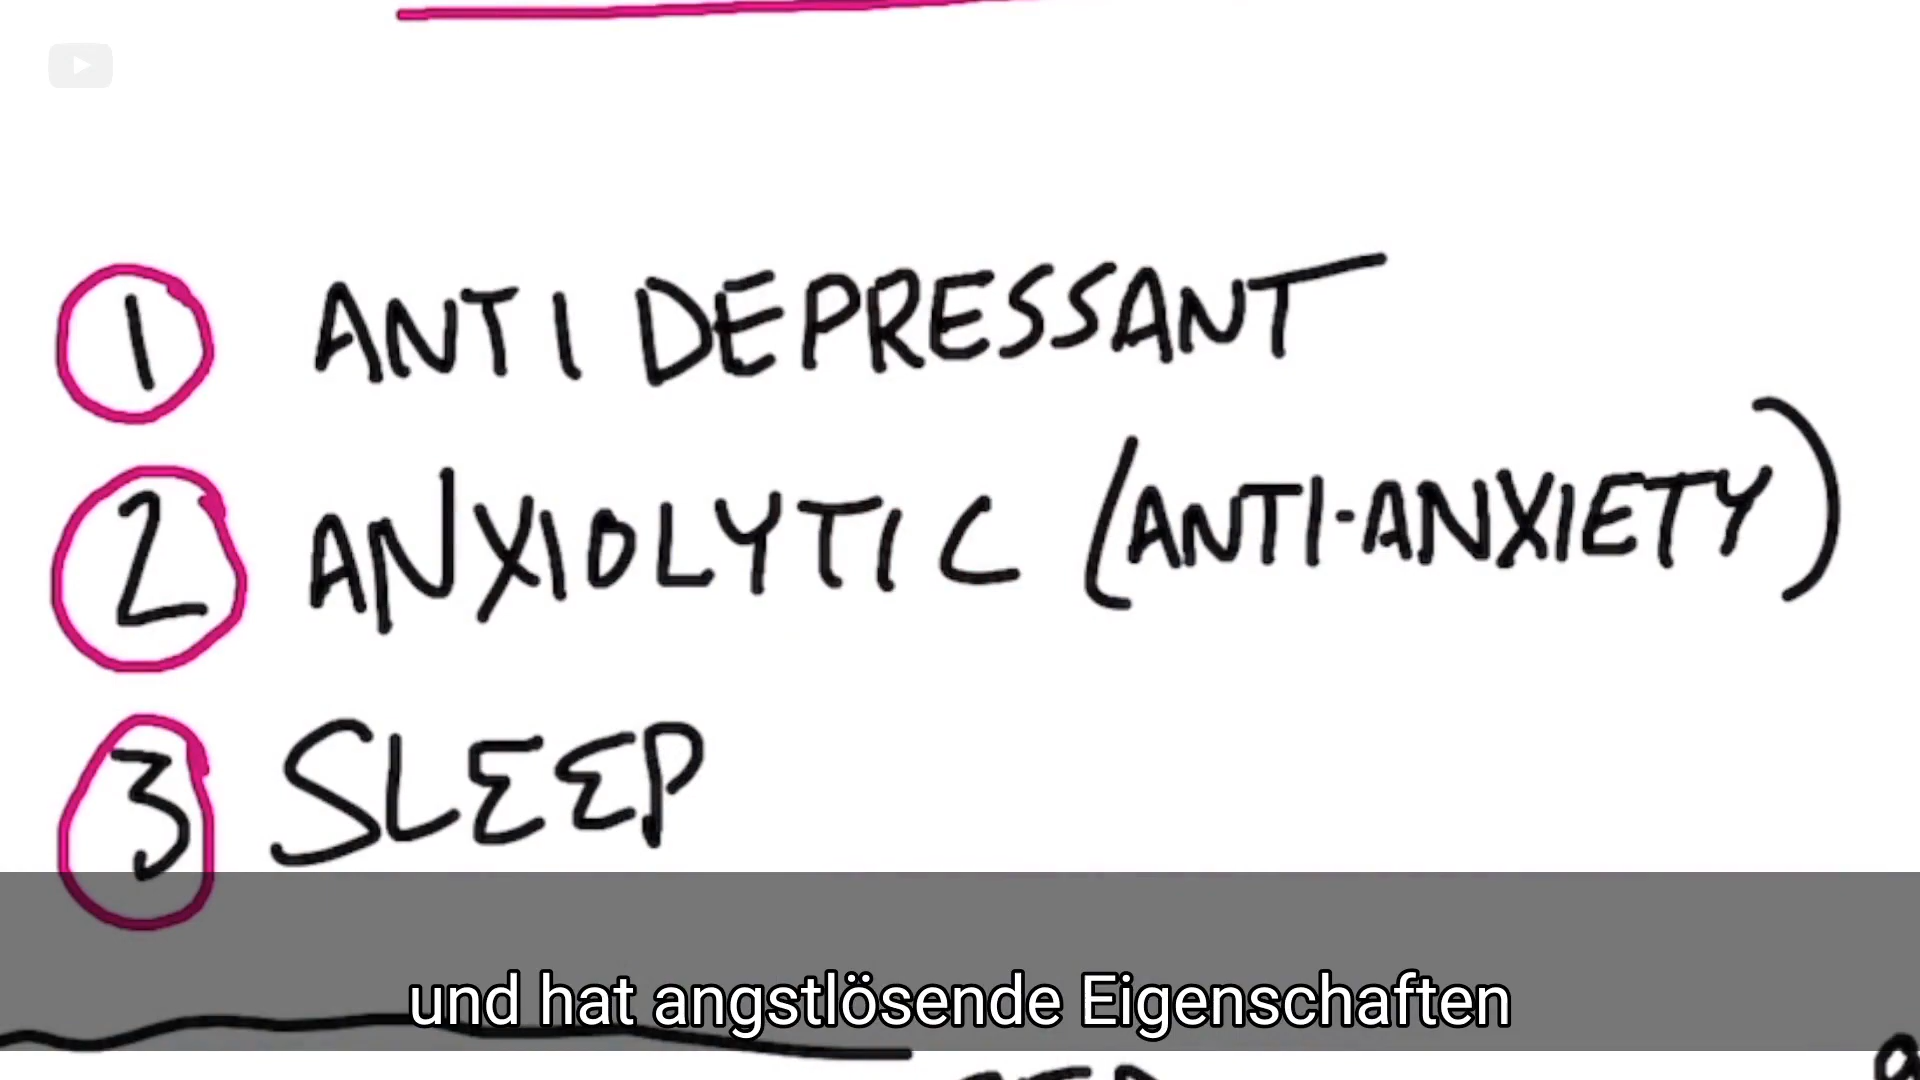 1 ANTI DEPRESSANT
2 ANXIOLYTIC (ANTI-ANXIETY)
3 SLEEP
und hat angstlösende Eigenschaften